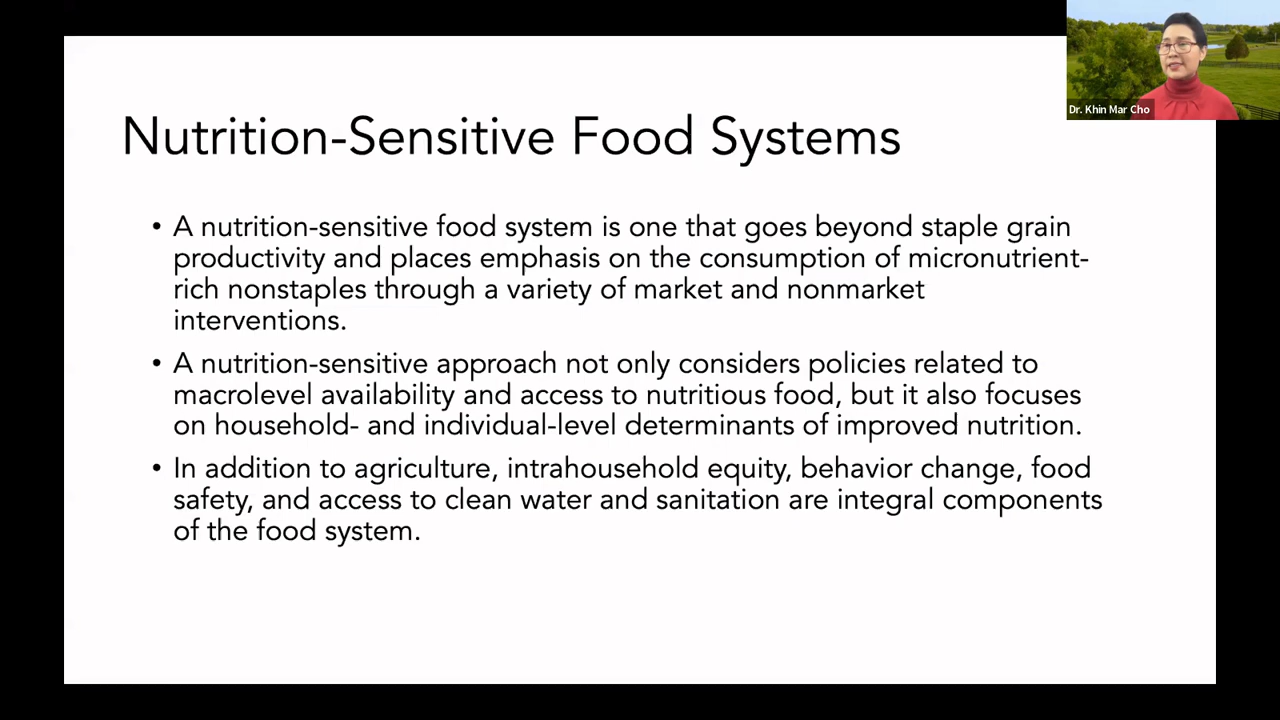 Dr. Khin Mar Cho
Nutrition-Sensitive Food Systems
• A nutrition-sensitive food system is one that goes beyond staple grain
productivity and places emphasis on the consumption of micronutrient-
rich nonstaples through a variety of market and nonmarket
interventions.
• A nutrition-sensitive approach not only considers policies related to
macrolevel availability and access to nutritious food, but it also focuses
on household- and individual-level determinants of improved nutrition.
• In addition to agriculture, intrahousehold equity, behavior change, food
safety, and access to clean water and sanitation are integral components
of the food system.